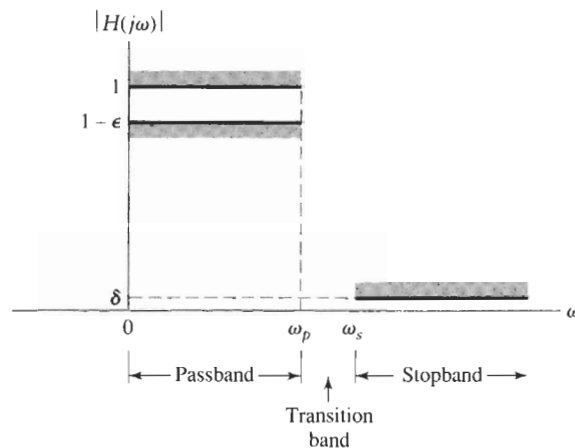 |H(jω)|
1
1 − ϵ
δ
ω
0
ω_p
ω_s
Passband
Stopband
Transition
band